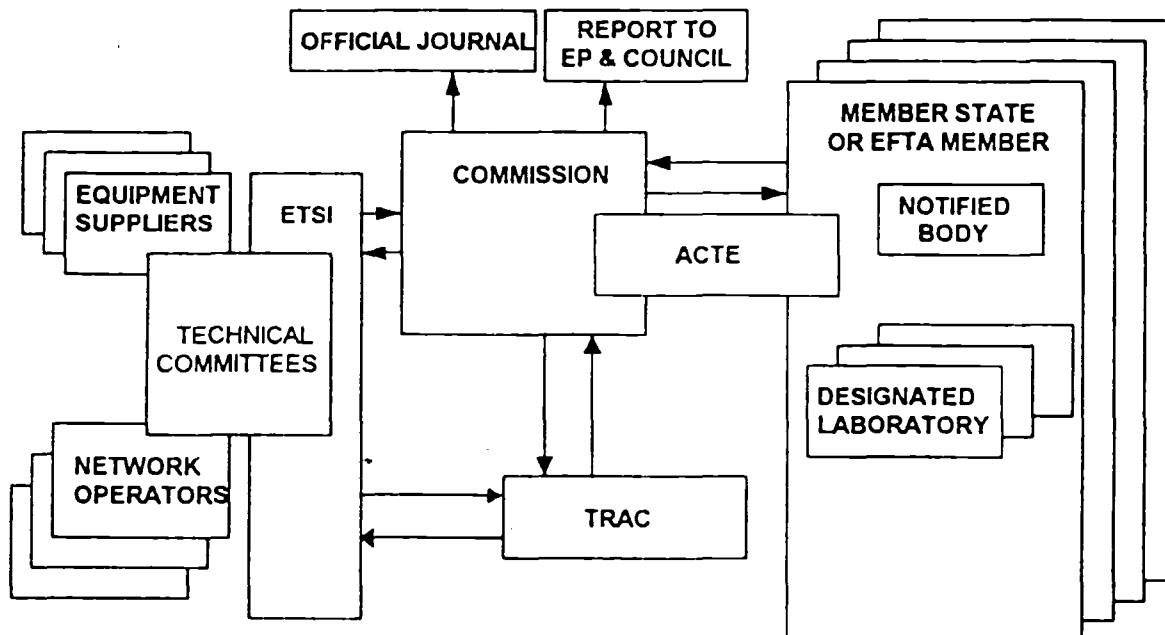 OFFICIAL JOURNAL
REPORT TO
EP & COUNCIL
MEMBER STATE
OR EFTA MEMBER
COMMISSION
EQUIPMENT
SUPPLIERS
ETSI
NOTIFIED
BODY
ACTE
TECHNICAL
COMMITTEES
DESIGNATED
LABORATORY
NETWORK
OPERATORS
TRAC